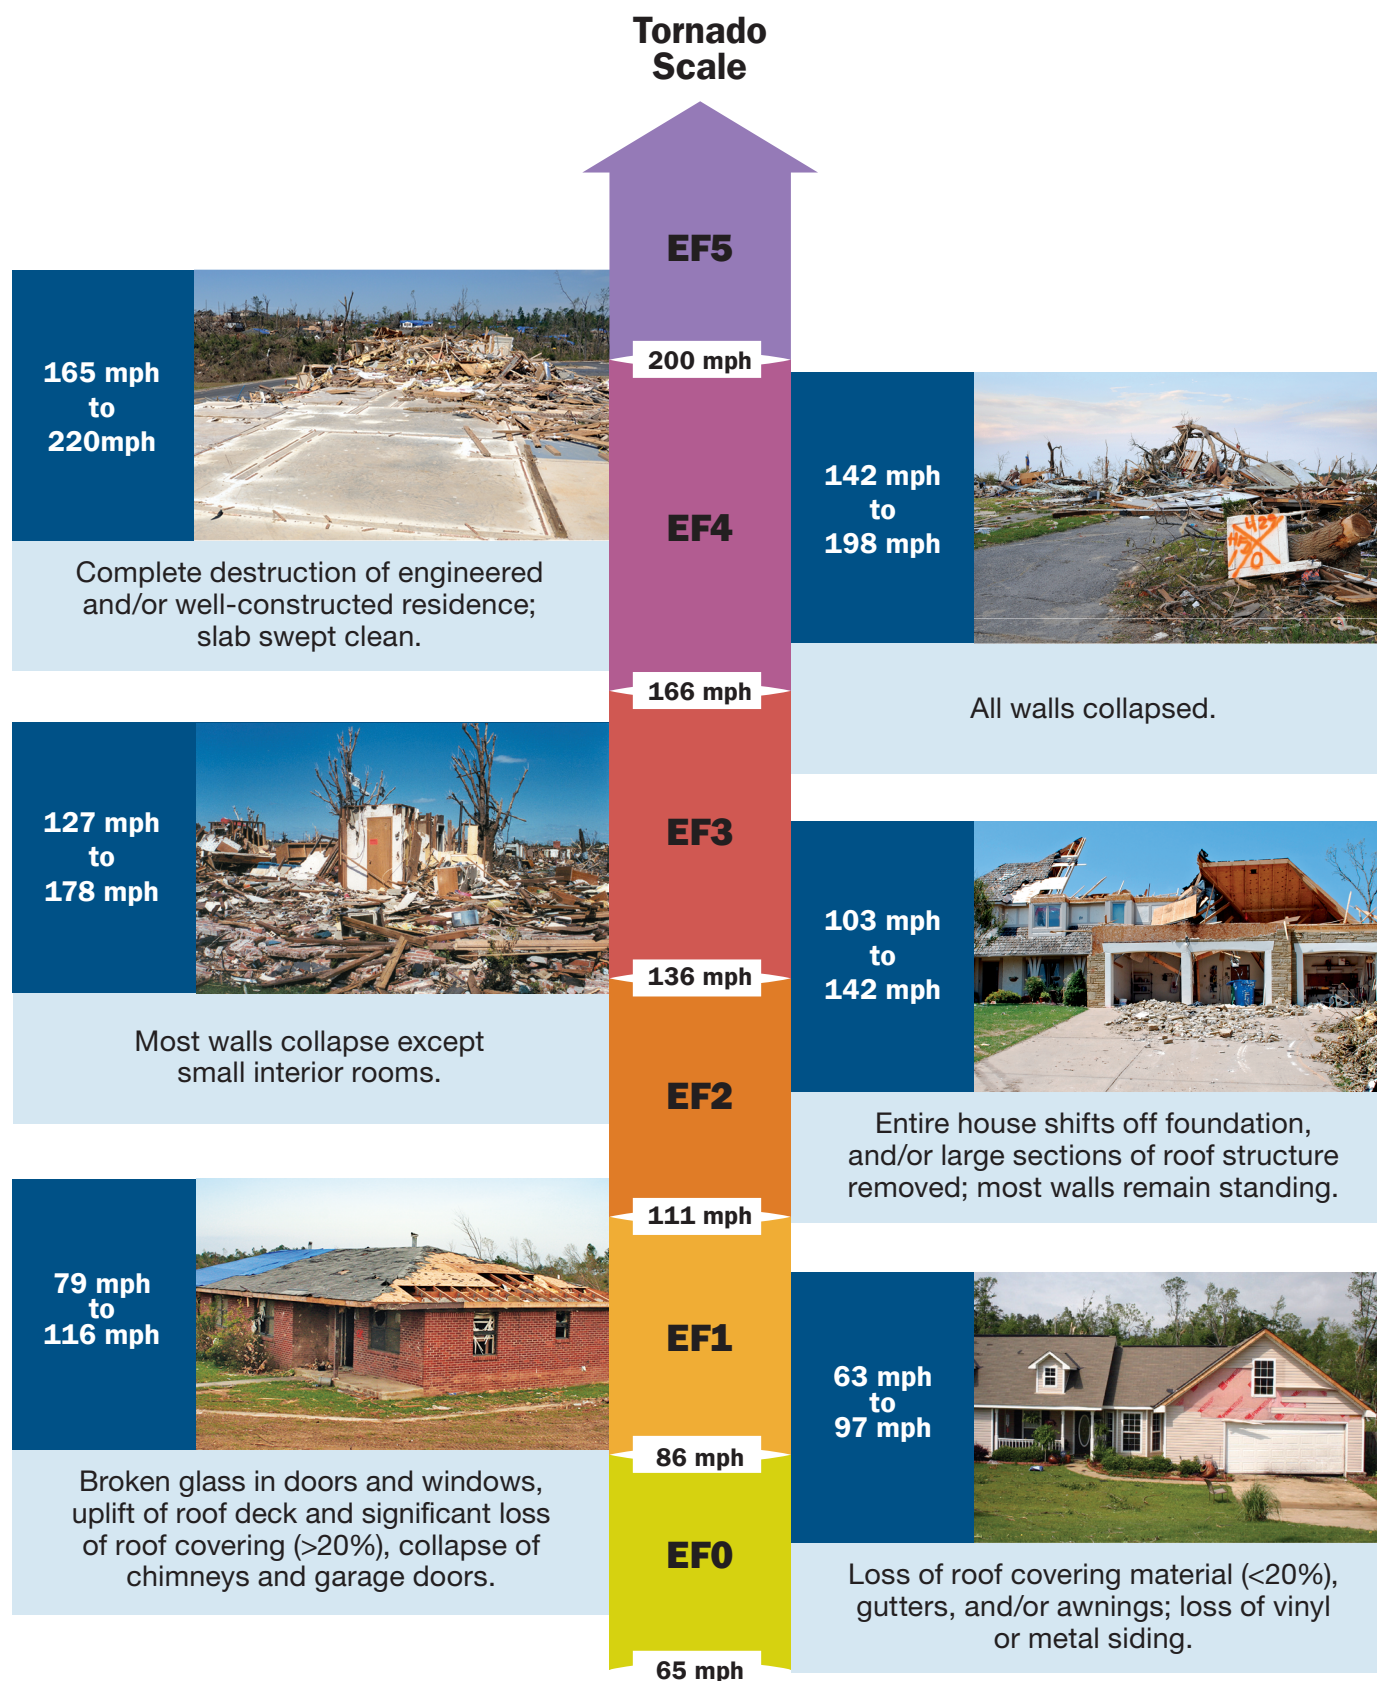 Tornado
Scale
EF5
200 mph
165 mph
to
220mph
Complete destruction of engineered
and/or well-constructed residence;
slab swept clean.
EF4
142 mph
to
198 mph
All walls collapsed.
166 mph
127 mph
to
178 mph
Most walls collapse except
small interior rooms.
EF3
136 mph
103 mph
to
142 mph
Entire house shifts off foundation,
and/or large sections of roof structure
removed; most walls remain standing.
EF2
111 mph
79 mph
to
116 mph
Broken glass in doors and windows,
uplift of roof deck and significant loss
of roof covering (>20%), collapse of
chimneys and garage doors.
EF1
86 mph
63 mph
to
97 mph
Loss of roof covering material (<20%),
gutters, and/or awnings; loss of vinyl
or metal siding.
EF0
65 mph